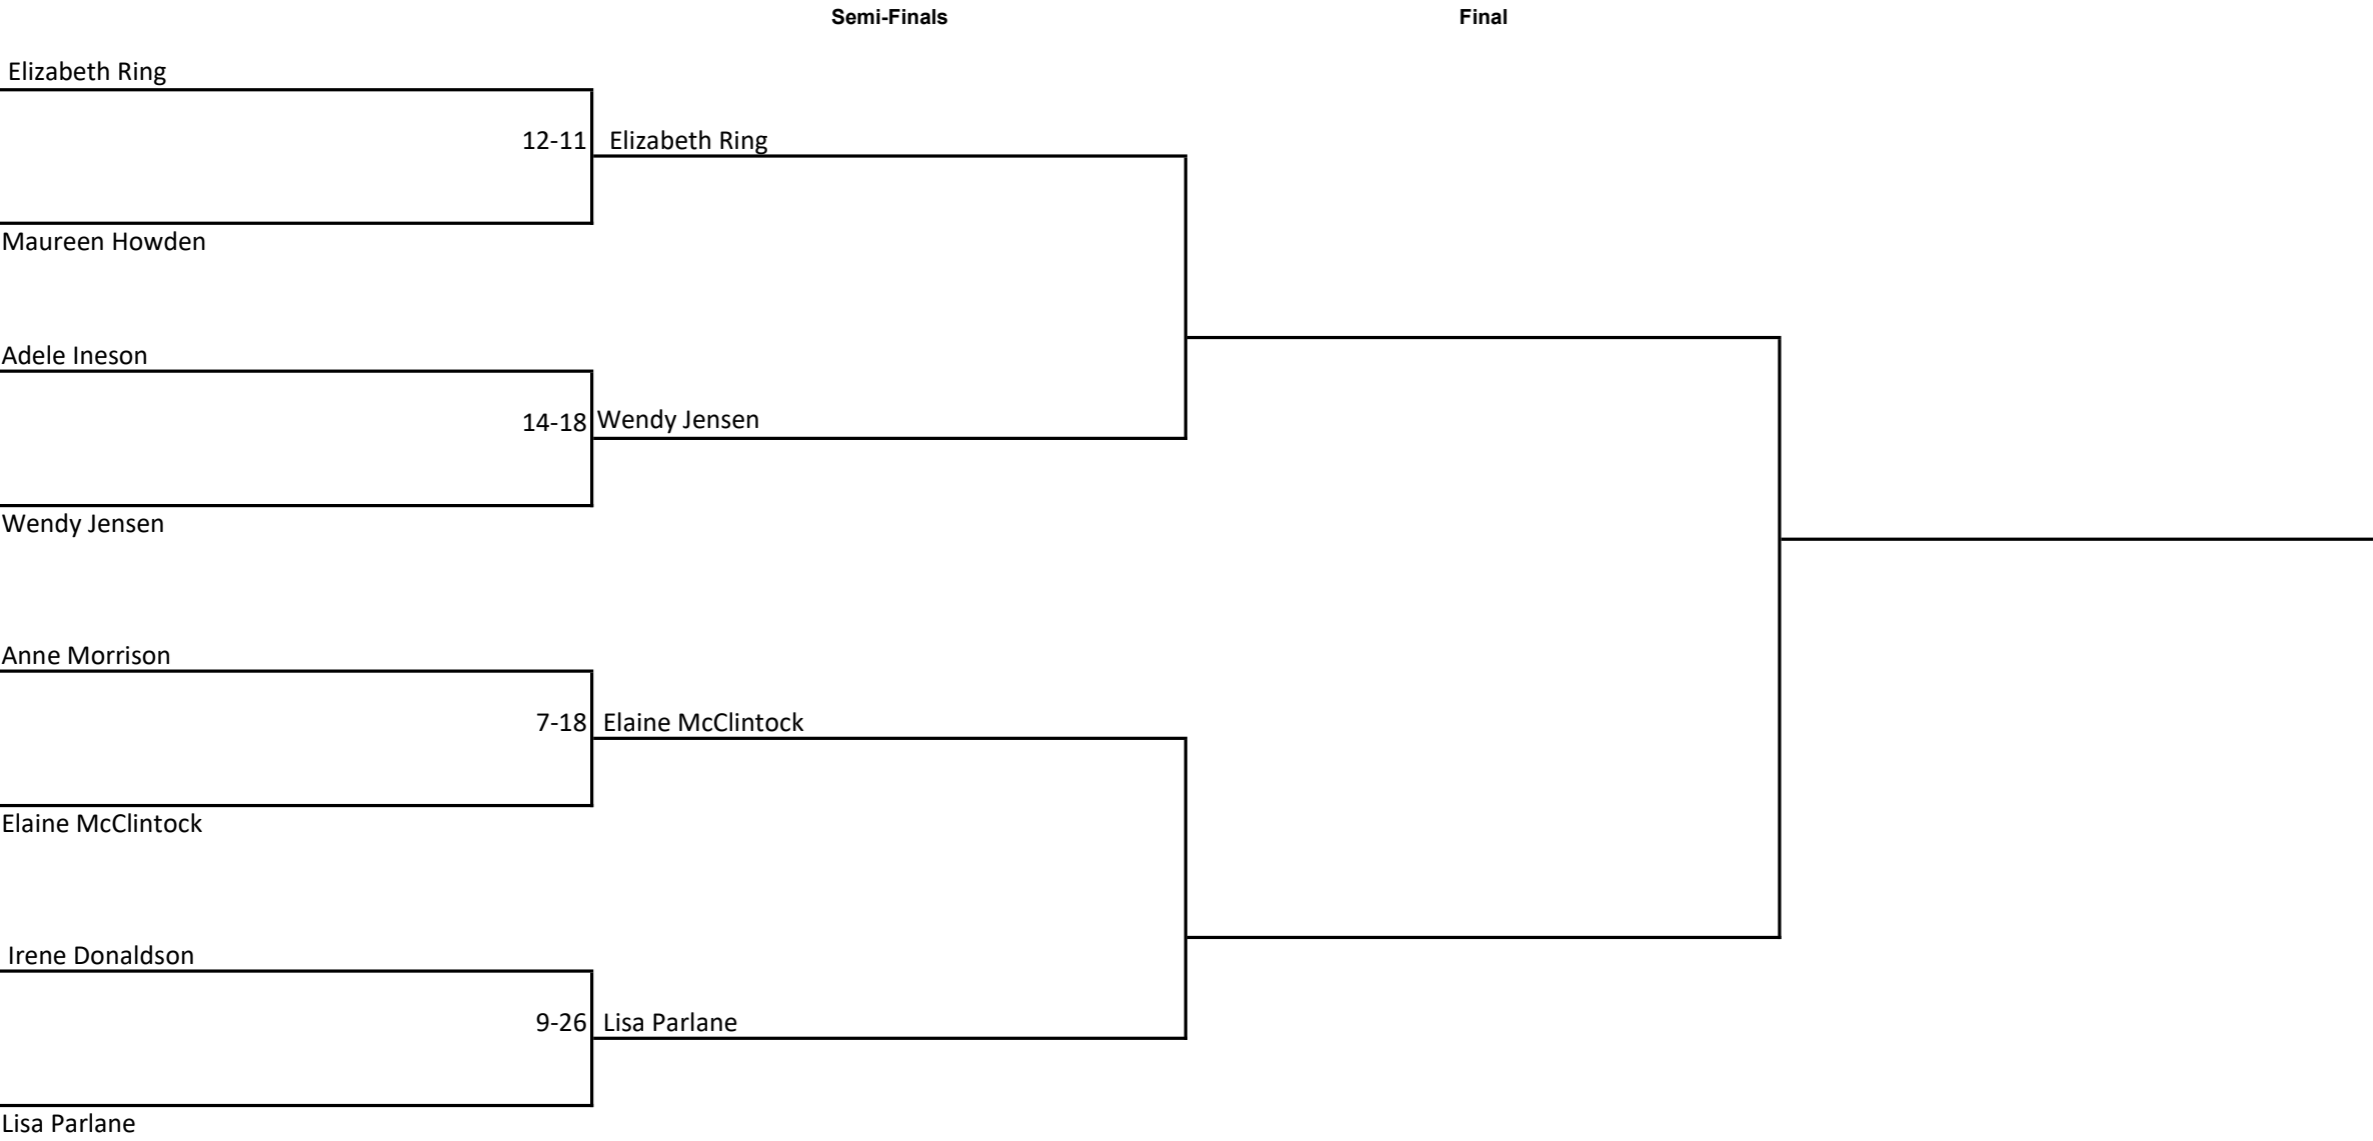 Semi-Finals Final
Elizabeth Ring
12-11 Elizabeth Ring
Maureen Howden
Adele Ineson
14-18 Wendy Jensen
Wendy Jensen
Anne Morrison
7-18 Elaine McClintock
Elaine McClintock
Irene Donaldson
9-26 Lisa Parlane
Lisa Parlane